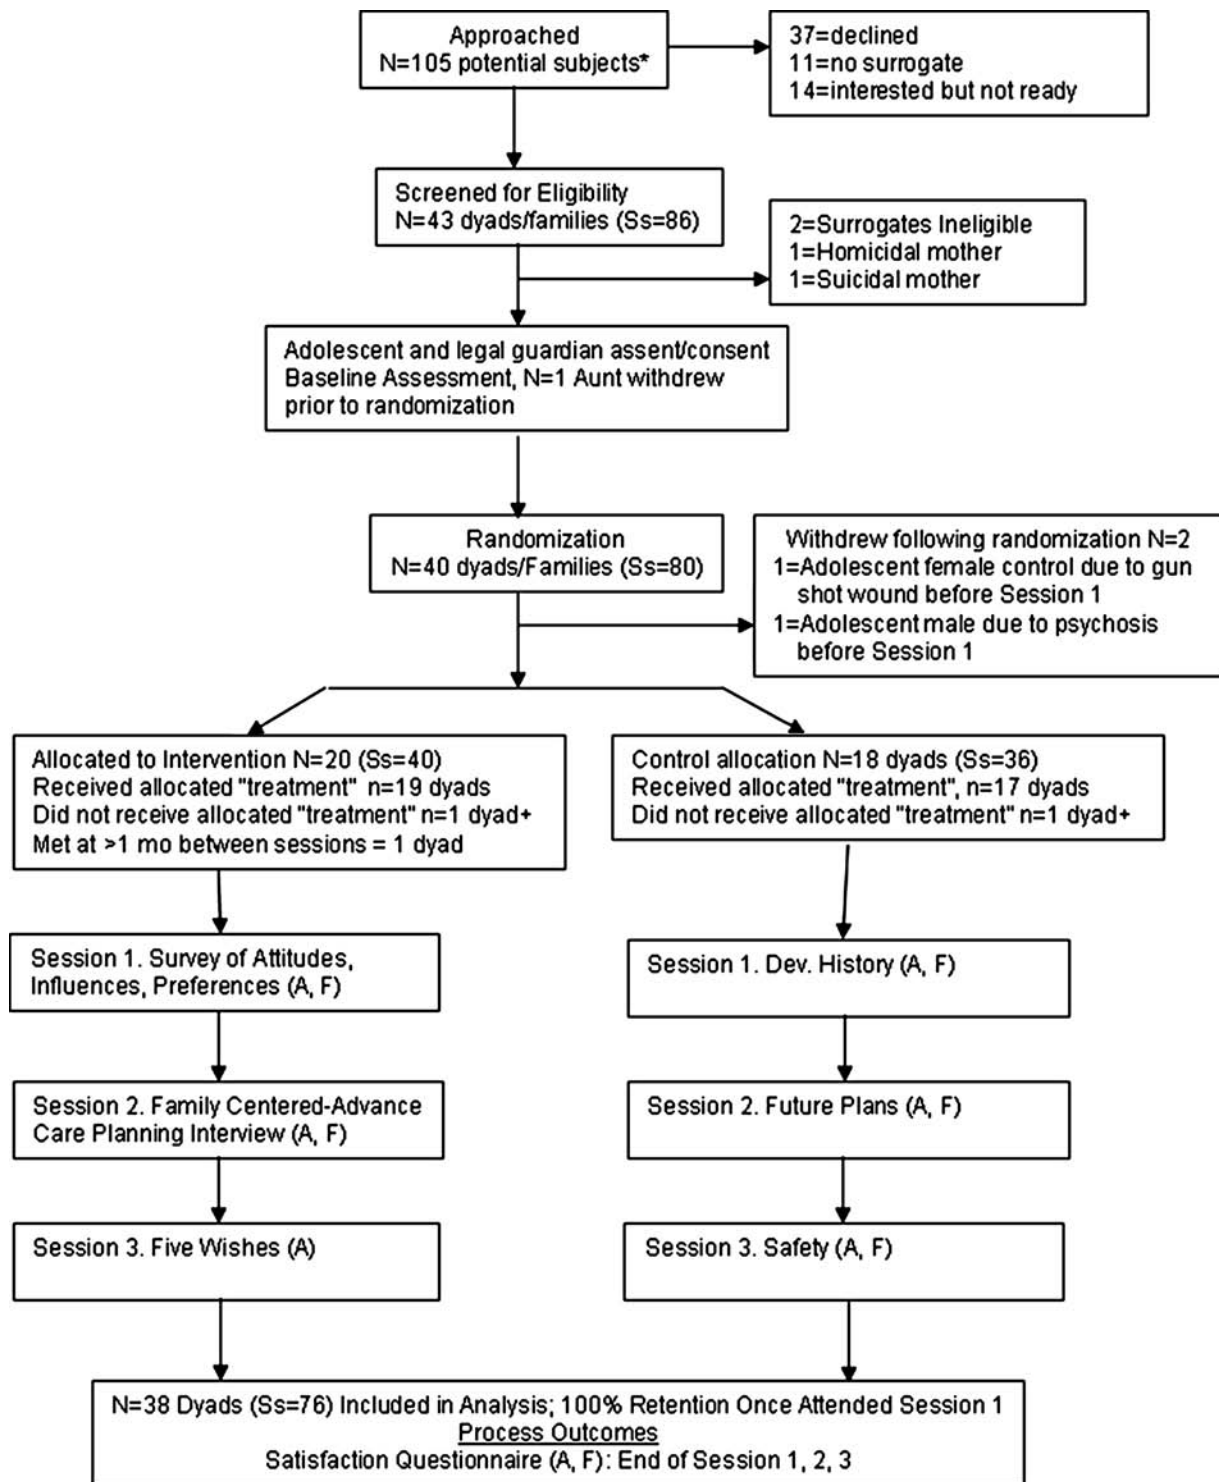 Approached
N=105 potential subjects*
37=declined
11=no surrogate
14=interested but not ready
Screened for Eligibility
N=43 dyads/families (Ss=86)
2=Surrogates Ineligible
1=Homicidal mother
1=Suicidal mother
Adolescent and legal guardian assent/consent
Baseline Assessment, N=1 Aunt withdrew
prior to randomization
Randomization
N=40 dyads/Families (Ss=80)
Withdrew following randomization N=2
1=Adolescent female control due to gun
shot wound before Session 1
1=Adolescent male due to psychosis
before Session 1
Allocated to Intervention N=20 (Ss=40)
Received allocated "treatment" n=19 dyads
Did not receive allocated "treatment" n=1 dyad+
Met at >1 mo between sessions = 1 dyad
Control allocation N=18 dyads (Ss=36)
Received allocated "treatment", n=17 dyads
Did not receive allocated "treatment" n=1 dyad+
Session 1. Survey of Attitudes,
Influences, Preferences (A, F)
Session 1. Dev. History (A, F)
Session 2. Family Centered-Advance
Care Planning Interview (A, F)
Session 2. Future Plans (A, F)
Session 3. Five Wishes (A)
Session 3. Safety (A, F)
N=38 Dyads (Ss=76) Included in Analysis; 100% Retention Once Attended Session 1
Process Outcomes
Satisfaction Questionnaire (A, F): End of Session 1, 2, 3